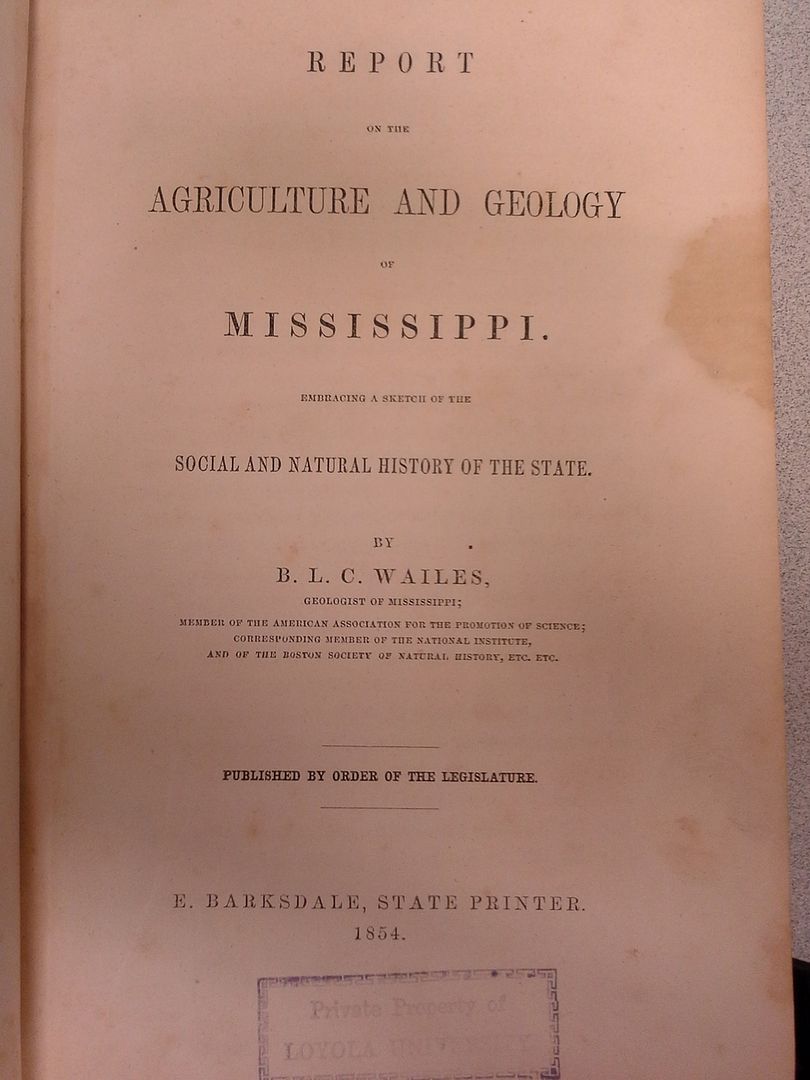 REPORT
ON THE
AGRICULTURE AND GEOLOGY
OF
MISSISSIPPI.
EMBRACING A SKETCH OF THE
SOCIAL AND NATURAL HISTORY OF THE STATE.
BY
B. L. C. WAILES,
GEOLOGIST OF MISSISSIPPI;
MEMBER OF THE AMERICAN ASSOCIATION FOR THE PROMOTION OF SCIENCE;
CORRESPONDING MEMBER OF THE NATIONAL INSTITUTE,
AND OF THE BOSTON SOCIETY OF NATURAL HISTORY, ETC. ETC.
PUBLISHED BY ORDER OF THE LEGISLATURE.
E. BARKSDALE, STATE PRINTER.
1854.
Private Property of
LOYOLA UNIVERSITY